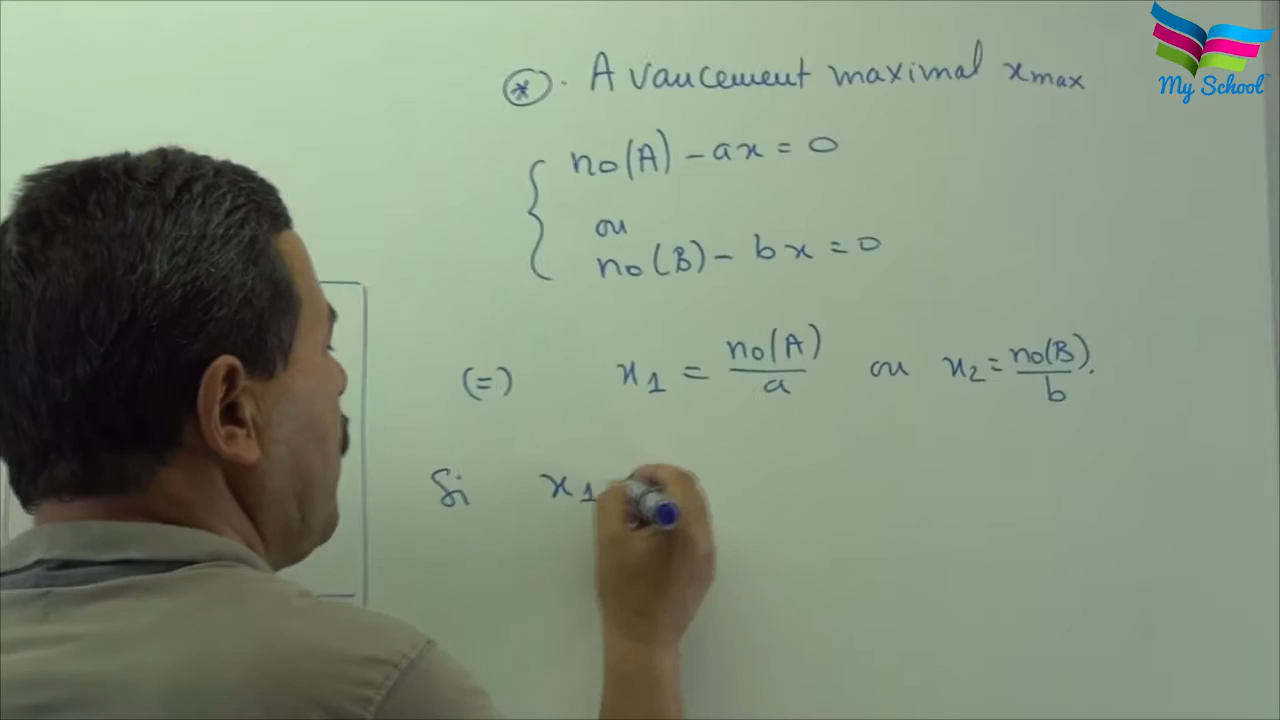 * . Avancement maximal xmax
n0(A) - ax = 0
ou
n0(B) - bx = 0
(=) x1 = n0(A)/a ou x2 = n0(B)/b.
Si x1
My School